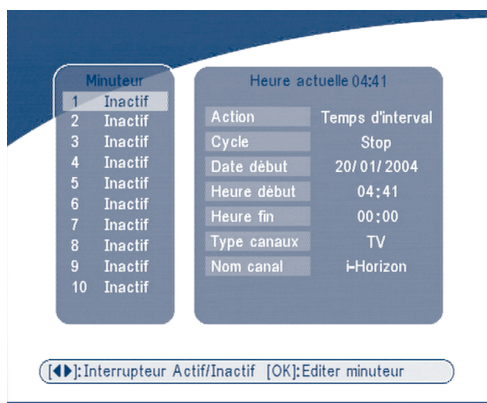 Minuteur
1 Inactif
2 Inactif
3 Inactif
4 Inactif
5 Inactif
6 Inactif
7 Inactif
8 Inactif
9 Inactif
10 Inactif
Heure actuelle 04:41
Action Temps d'interval
Cycle Stop
Date dèbut 20/01/2004
Heure dèbut 04:41
Heure fin 00:00
Type canaux TV
Nom canal i-Horizon
[◀▶]:Interrupteur Actif/Inactif [OK]:Editer minuteur